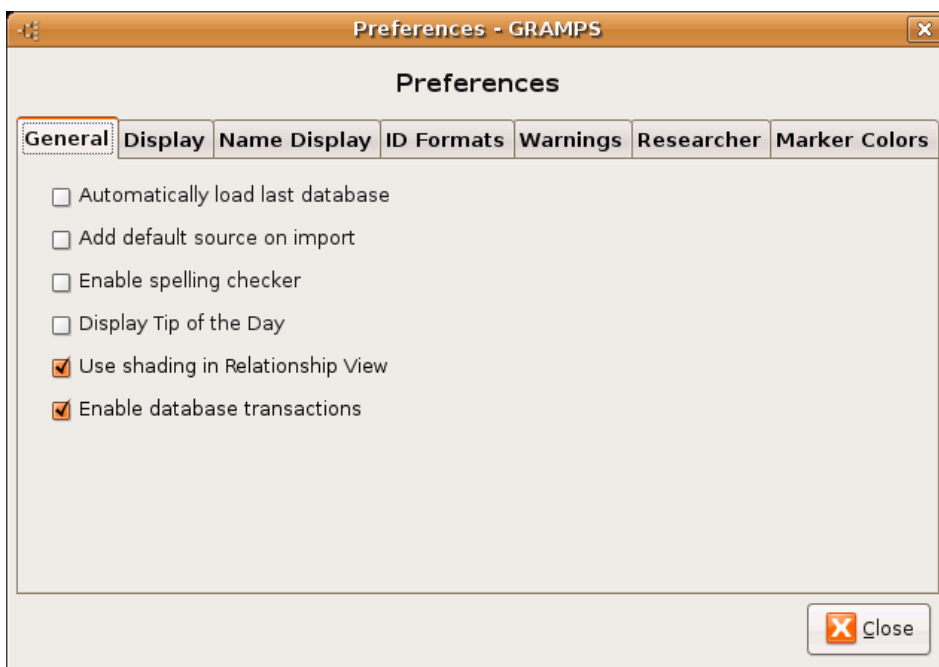 Preferences - GRAMPS
Preferences
General Display Name Display ID Formats Warnings Researcher Marker Colors
Automatically load last database
Add default source on import
Enable spelling checker
Display Tip of the Day
Use shading in Relationship View
Enable database transactions
Close